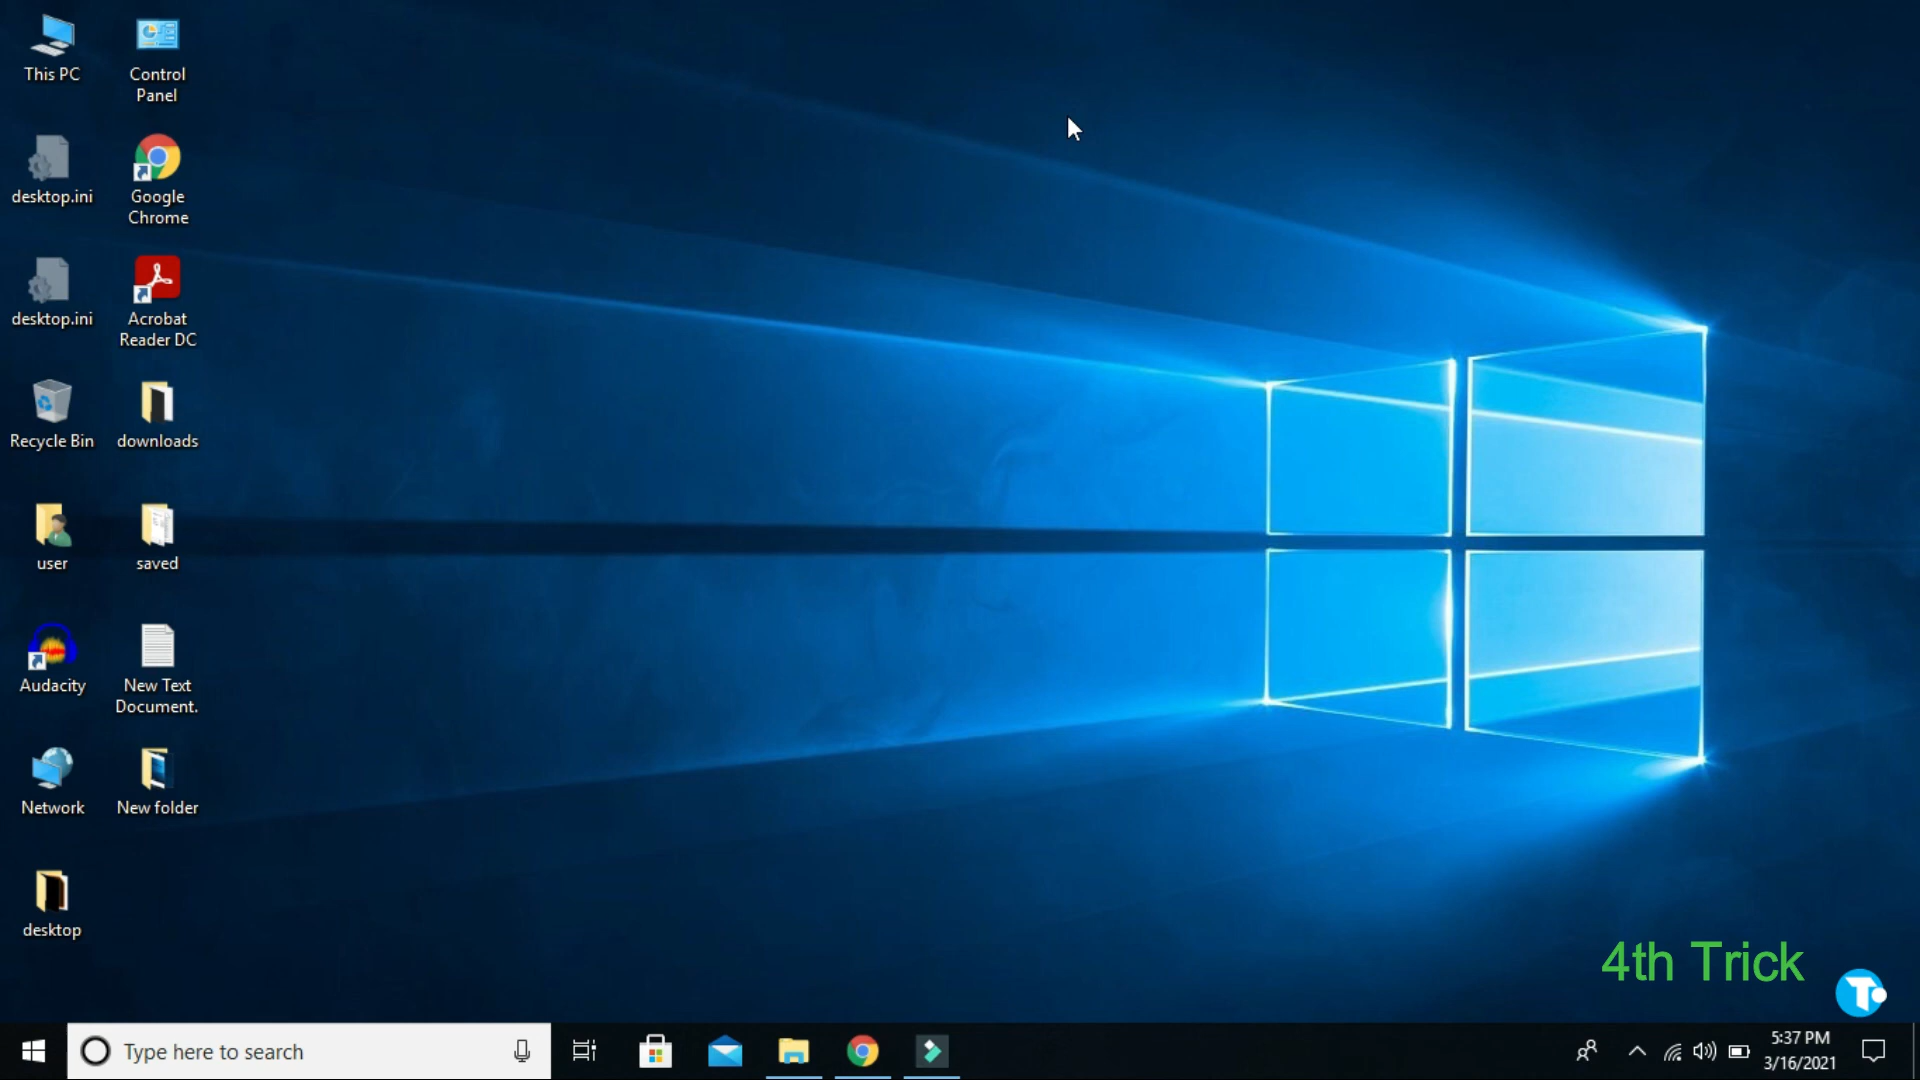 This PC
Control
Panel
desktop.ini
Google
Chrome
desktop.ini
Acrobat
Reader DC
Recycle Bin
downloads
user
saved
Audacity
New Text
Document.
Network
New folder
desktop
4th Trick
Type here to search
5:37 PM
3/16/2021